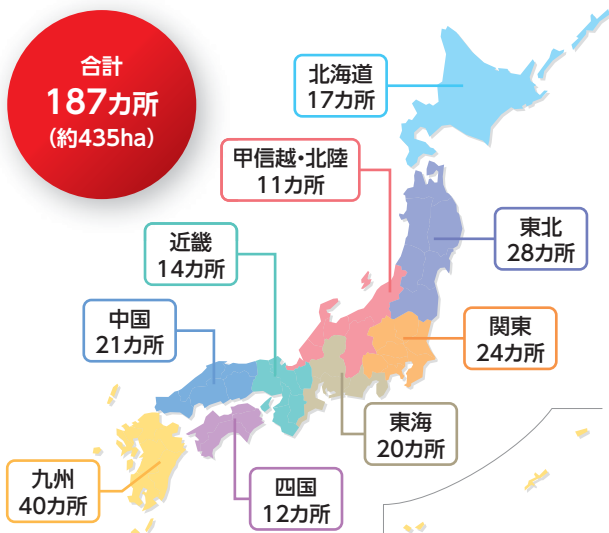 合計
187カ所
(約435ha)
北海道
17カ所
甲信越・北陸
11カ所
東北
28カ所
近畿
14カ所
中国
21カ所
関東
24カ所
東海
20カ所
九州
40カ所
四国
12カ所